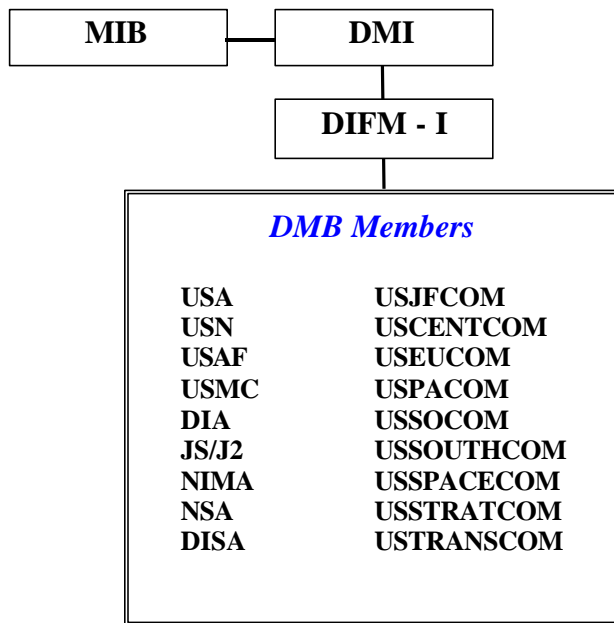 MIB DMI
DIFM - I
DMB Members
USA USJFCOM
USN USCENTCOM
USAF USEUCOM
USMC USPACOM
DIA USSOCOM
JS/J2 USSOUTHCOM
NIMA USSPACECOM
NSA USSTRATCOM
DISA USTRANSCOM